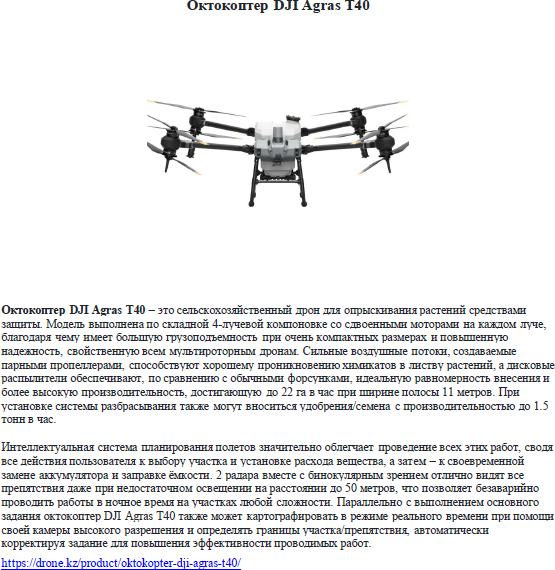 Октокоптер DJI Agras T40
Октокоптер DJI Agras T40 – это сельскохозяйственный дрон для опрыскивания растений средствами
защиты. Модель выполнена по складной 4-лучевой компоновке со сдвоенными моторами на каждом луче,
благодаря чему имеет большую грузоподъемность при очень компактных размерах и повышенную
надежность, свойственную всем мультироторным дронам. Сильные воздушные потоки, создаваемые
парными пропеллерами, способствуют хорошему проникновению химикатов в листву растений, а дисковые
распылители обеспечивают, по сравнению с обычными форсунками, идеальную равномерность внесения и
более высокую производительность, достигающую до 22 га в час при ширине полосы 11 метров. При
установке системы разбрасывания также могут вноситься удобрения/семена с производительностью до 1.5
тонн в час.
Интеллектуальная система планирования полетов значительно облегчает проведение всех этих работ, сводя
все действия пользователя к выбору участка и установке расхода вещества, а затем – к своевременной
замене аккумулятора и заправке ёмкости. 2 радара вместе с бинокулярным зрением отлично видят все
препятствия даже при недостаточном освещении на расстоянии до 50 метров, что позволяет безаварийно
проводить работы в ночное время на участках любой сложности. Параллельно с выполнением основного
задания октокоптер DJI Agras T40 также может картографировать в режиме реального времени при помощи
своей камеры высокого разрешения и определять границы участка/препятствия, автоматически
корректируя задание для повышения эффективности проводимых работ.
https://drone.kz/product/oktokopter-dji-agras-t40/